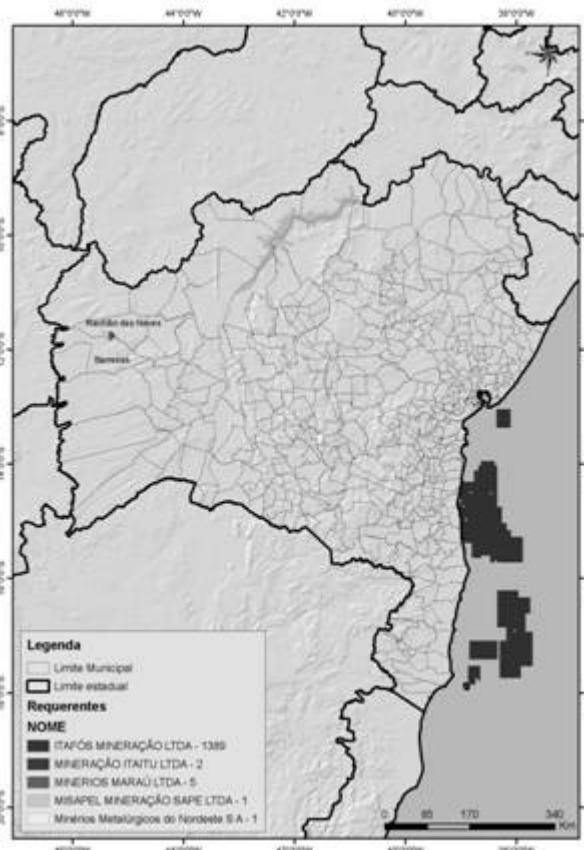 46°0'0"W 44°0'0"W 42°0'0"W 40°0'0"W 38°0'0"W
Riachão das Neves
Barreiras
Legenda
Limite Municipal
Limite estadual
Requerentes
NOME
ITAFÓS MINERAÇÃO LTDA - 1389
MINERAÇÃO ITAITU LTDA - 2
MINÉRIOS MARAÚ LTDA - 5
MISAPEL MINERAÇÃO SAPE LTDA - 1
Minérios Metalúrgicos do Nordeste S A - 1
0 85 170 340
Km